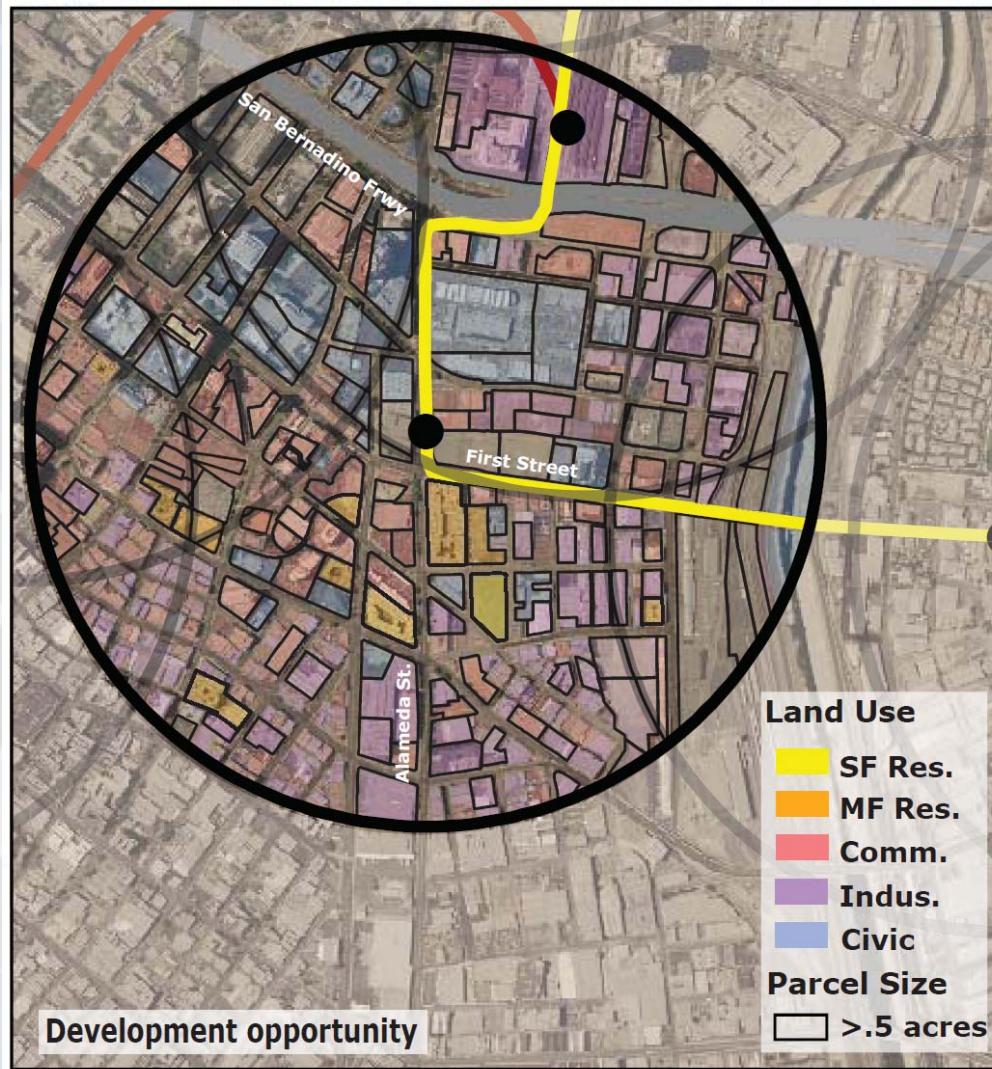 San Bernadino Frwy
First Street
Alameda St.
Land Use
SF Res.
MF Res.
Comm.
Indus.
Civic
Parcel Size
>.5 acres
Development opportunity